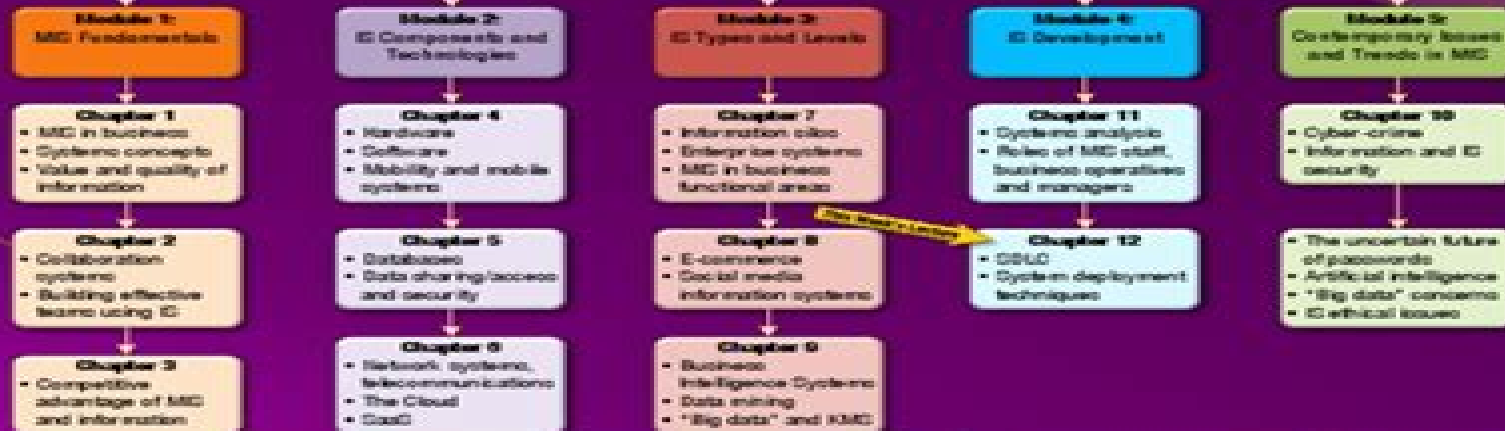 Module 1:
MIS Fundamentals
Chapter 1
• MIS in business
• Systems concepts
• Value and quality of
information
Chapter 2
• Collaboration
systems
• Building effective
teams using IS
Chapter 3
• Competitive
advantage of MIS
and information
Module 2:
IS Components and
Technologies
Chapter 4
• Hardware
• Software
• Mobility and mobile
systems
Chapter 5
• Databases
• Data sharing/access
and security
Chapter 6
• Network systems,
telecommunications
• The Cloud
• SaaS
Module 3:
IS Types and Levels
Chapter 7
• Information silos
• Enterprise systems
• MIS in business
functional areas
Chapter 8
• E-commerce
• Social media
information systems
Chapter 9
• Business
Intelligence Systems
• Data mining
• "Big data" and KMS
This Week's Lecture
Module 4:
IS Development
Chapter 11
• Systems analysis
• Roles of MIS staff,
business operatives
and managers
Chapter 12
• SDLC
• System deployment
techniques
Module 5:
Contemporary Issues
and Trends in MIS
Chapter 10
• Cyber-crime
• Information and IS
security
• The uncertain future
of passwords
• Artificial intelligence
• "Big data" concerns
• IS ethical issues